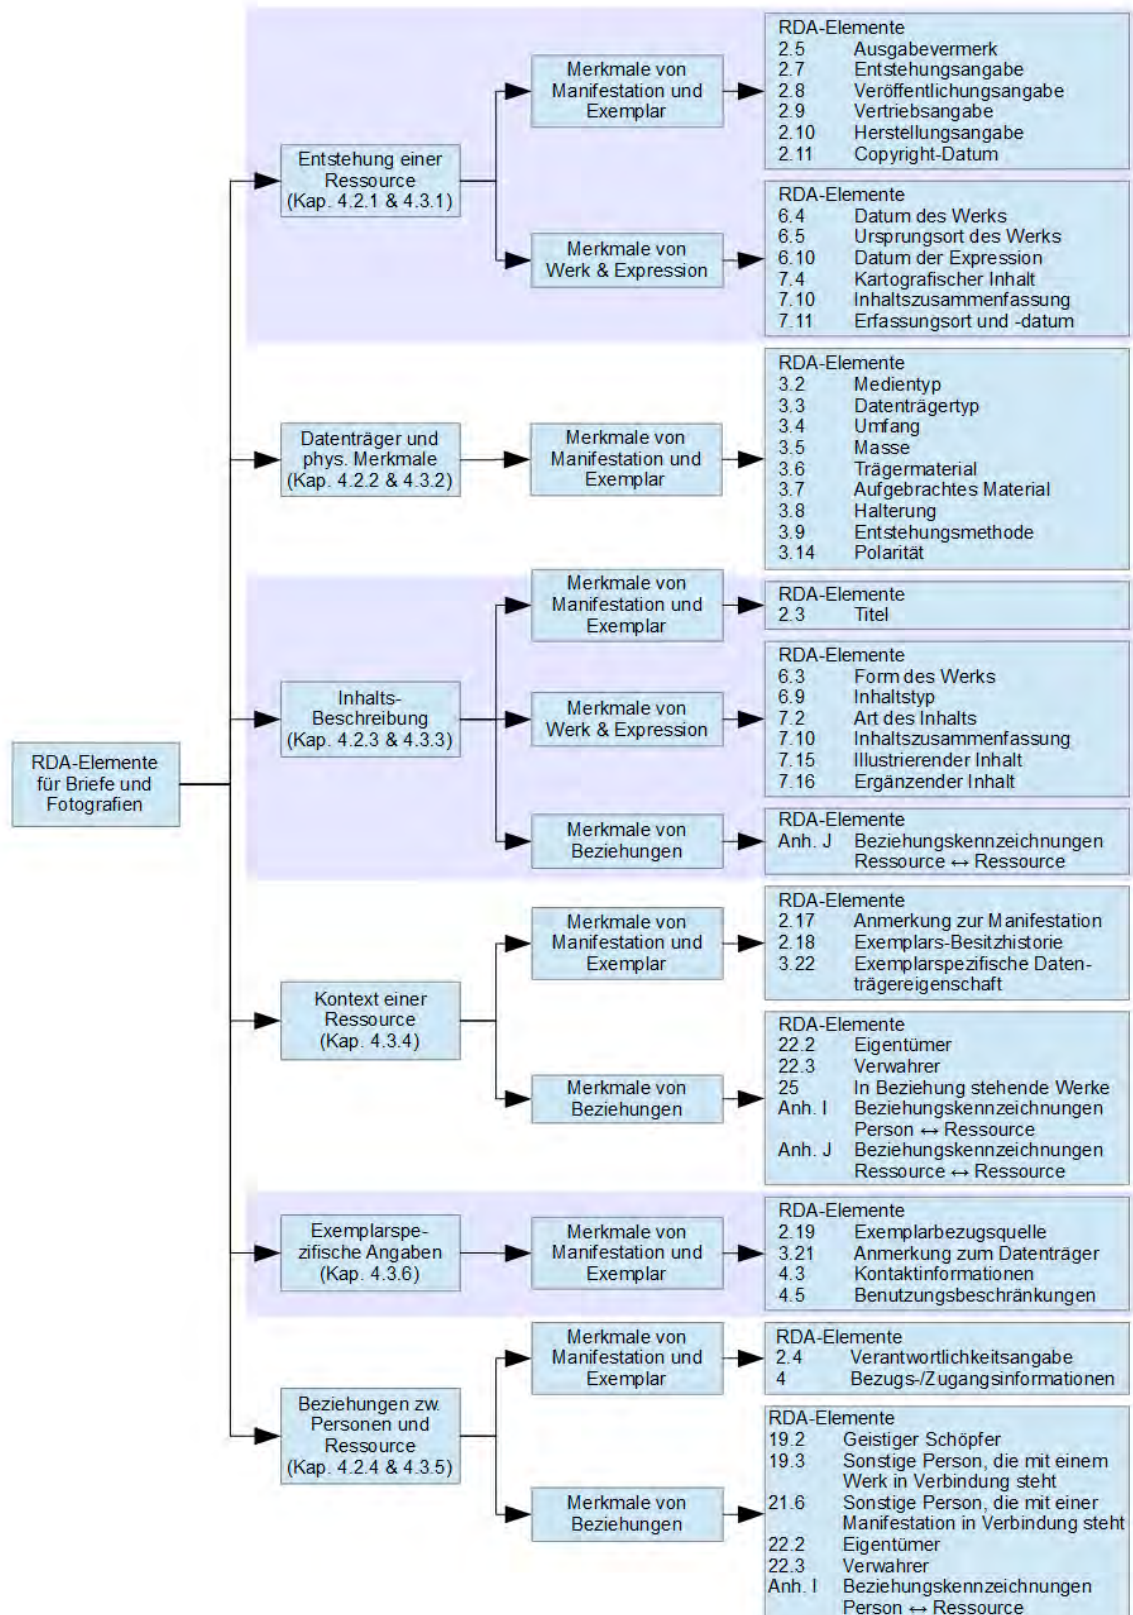 RDA-Elemente
für Briefe und
Fotografien
Entstehung einer
Ressource
(Kap. 4.2.1 & 4.3.1)
Merkmale von
Manifestation und
Exemplar
RDA-Elemente
2.5 Ausgabevermerk
2.7 Entstehungsangabe
2.8 Veröffentlichungsangabe
2.9 Vertriebsangabe
2.10 Herstellungsangabe
2.11 Copyright-Datum
Merkmale von
Werk & Expression
RDA-Elemente
6.4 Datum des Werks
6.5 Ursprungsort des Werks
6.10 Datum der Expression
7.4 Kartografischer Inhalt
7.10 Inhaltszusammenfassung
7.11 Erfassungsort und -datum
Datenträger und
phys. Merkmale
(Kap. 4.2.2 & 4.3.2)
Merkmale von
Manifestation und
Exemplar
RDA-Elemente
3.2 Medientyp
3.3 Datenträgertyp
3.4 Umfang
3.5 Masse
3.6 Trägermaterial
3.7 Aufgebrachtes Material
3.8 Halterung
3.9 Entstehungsmethode
3.14 Polarität
Inhalts-
Beschreibung
(Kap. 4.2.3 & 4.3.3)
Merkmale von
Manifestation und
Exemplar
RDA-Elemente
2.3 Titel
Merkmale von
Werk & Expression
RDA-Elemente
6.3 Form des Werks
6.9 Inhaltstyp
7.2 Art des Inhalts
7.10 Inhaltszusammenfassung
7.15 Illustrierender Inhalt
7.16 Ergänzender Inhalt
Merkmale von
Beziehungen
RDA-Elemente
Anh. J Beziehungskennzeichnungen
Ressource ↔ Ressource
Kontext einer
Ressource
(Kap. 4.3.4)
Merkmale von
Manifestation und
Exemplar
RDA-Elemente
2.17 Anmerkung zur Manifestation
2.18 Exemplars-Besitzhistorie
3.22 Exemplarspezifische Daten-
trägereigenschaft
Merkmale von
Beziehungen
RDA-Elemente
22.2 Eigentümer
22.3 Verwahrer
25 In Beziehung stehende Werke
Anh. I Beziehungskennzeichnungen
Person ↔ Ressource
Anh. J Beziehungskennzeichnungen
Ressource ↔ Ressource
Exemplarspe-
zifische Angaben
(Kap. 4.3.6)
Merkmale von
Manifestation und
Exemplar
RDA-Elemente
2.19 Exemplarbezugsquelle
3.21 Anmerkung zum Datenträger
4.3 Kontaktinformationen
4.5 Benutzungsbeschränkungen
Beziehungen zw.
Personen und
Ressource
(Kap. 4.2.4 & 4.3.5)
Merkmale von
Manifestation und
Exemplar
RDA-Elemente
2.4 Verantwortlichkeitsangabe
4 Bezugs-/Zugangsinformationen
Merkmale von
Beziehungen
RDA-Elemente
19.2 Geistiger Schöpfer
19.3 Sonstige Person, die mit einem
Werk in Verbindung steht
21.6 Sonstige Person, die mit einer
Manifestation in Verbindung steht
22.2 Eigentümer
22.3 Verwahrer
Anh. I Beziehungskennzeichnungen
Person ↔ Ressource